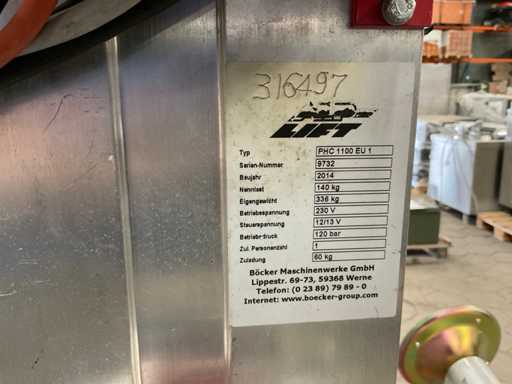 316497
LIFT
Typ PHC 1100 EU 1
Serien-Nummer 9732
Baujahr 2014
Nennlast 140 kg
Eigengewicht 336 kg
Betriebsspannung 230 V
Steuerspannung 12/13 V
Betriebs-druck 120 bar
Zul. Personenzahl 1
Zuladung 60 kg
Böcker Maschinenwerke GmbH
Lippestr. 69-73, 59368 Werne
Telefon: (0 23 89) 79 89 - 0
Internet: www.boecker-group.com